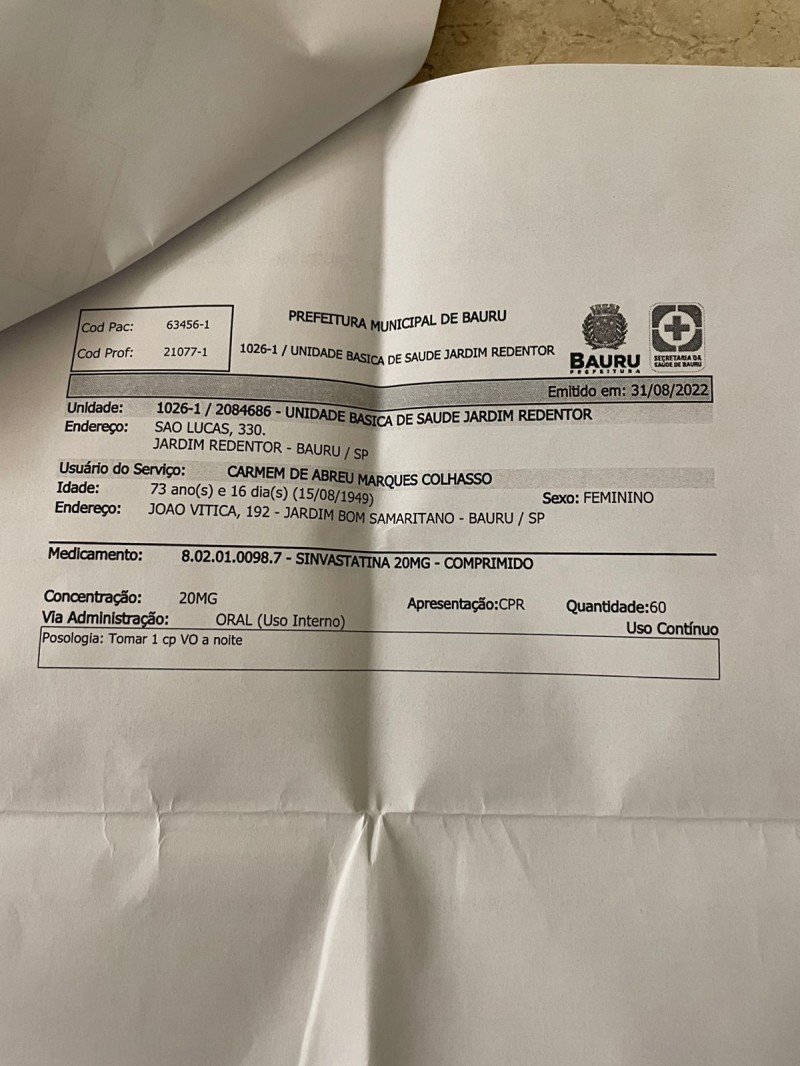 Cod Pac: 63456-1
Cod Prof: 21077-1
PREFEITURA MUNICIPAL DE BAURU
1026-1 / UNIDADE BASICA DE SAUDE JARDIM REDENTOR
BAURU
PREFEITURA
SECRETARIA DA
SAÚDE DE BAURU
Emitido em: 31/08/2022
Unidade: 1026-1 / 2084686 - UNIDADE BASICA DE SAUDE JARDIM REDENTOR
Endereço: SAO LUCAS, 330.
JARDIM REDENTOR - BAURU / SP
Usuário do Serviço: CARMEM DE ABREU MARQUES COLHASSO
Idade: 73 ano(s) e 16 dia(s) (15/08/1949) Sexo: FEMININO
Endereço: JOAO VITICA, 192 - JARDIM BOM SAMARITANO - BAURU / SP
Medicamento: 8.02.01.0098.7 - SINVASTATINA 20MG - COMPRIMIDO
Concentração: 20MG Apresentação:CPR Quantidade:60
Via Administração: ORAL (Uso Interno) Uso Contínuo
Posologia: Tomar 1 cp VO a noite